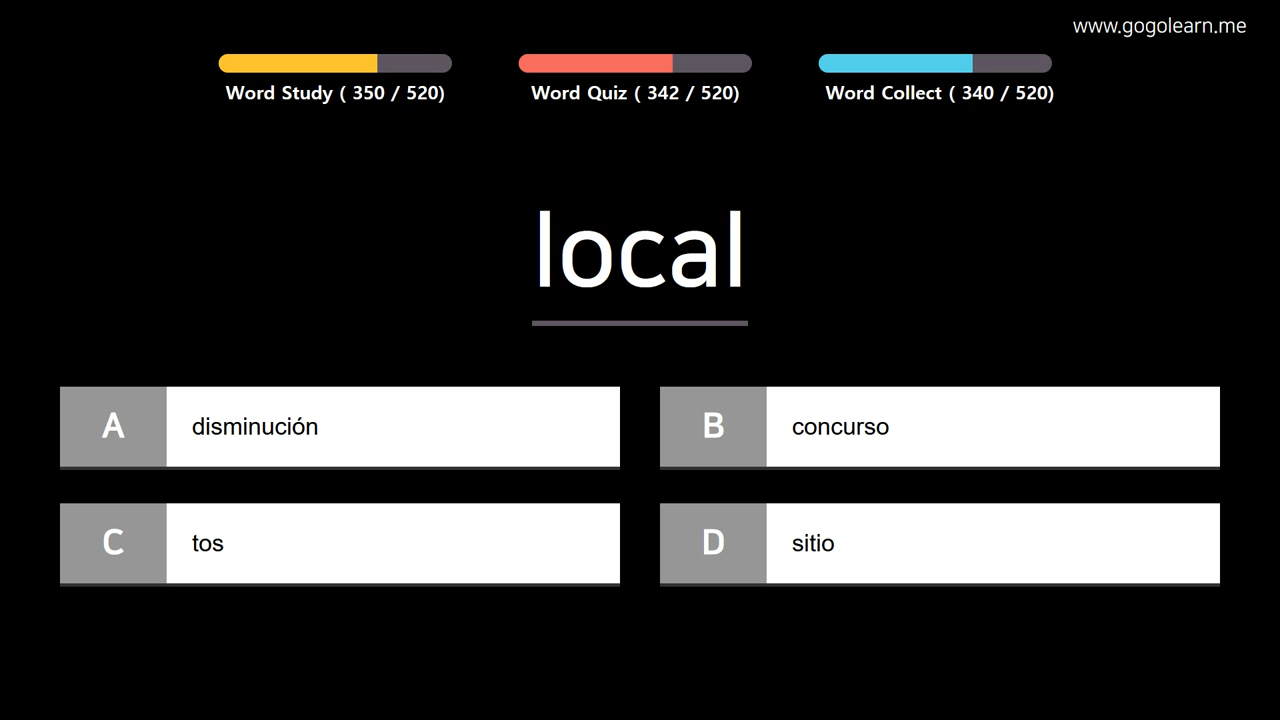 www.gogolearn.me
Word Study ( 350 / 520)
Word Quiz ( 342 / 520)
Word Collect ( 340 / 520)
local
A
disminución
B
concurso
C
tos
D
sitio